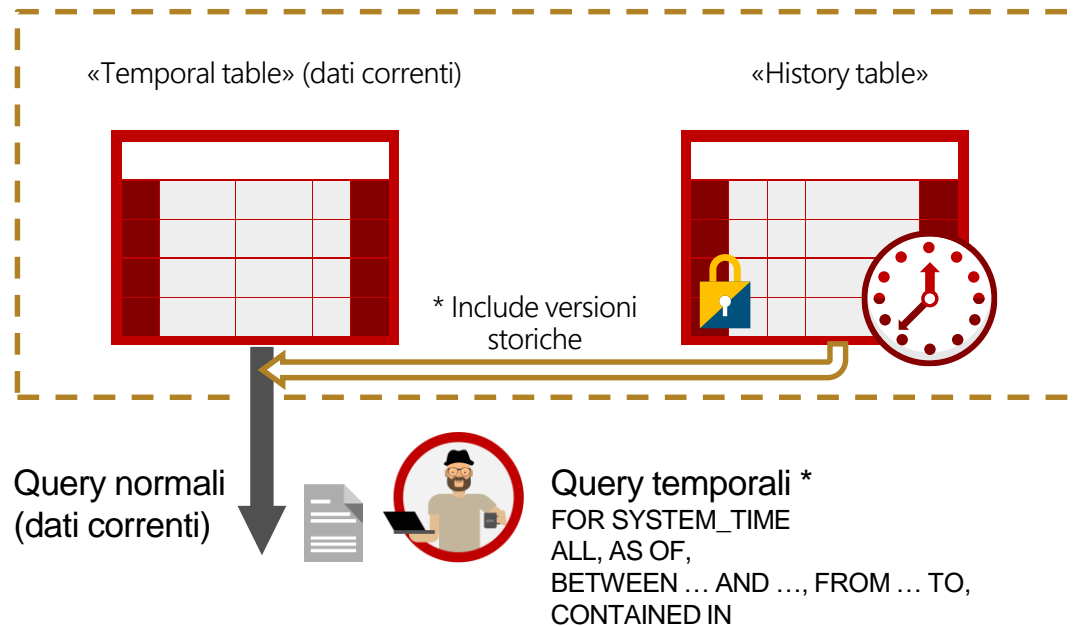 «Temporal table» (dati correnti)
«History table»
* Include versioni
storiche
Query normali
(dati correnti)
Query temporali *
FOR SYSTEM_TIME
ALL, AS OF,
BETWEEN … AND …, FROM … TO,
CONTAINED IN